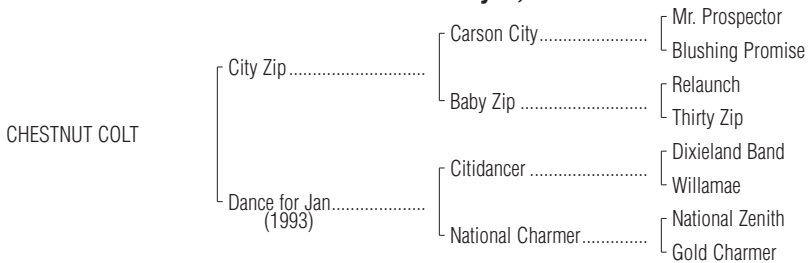 Mr. Prospector
Carson City
Blushing Promise
City Zip
Relaunch
Baby Zip
Thirty Zip
CHESTNUT COLT
Dixieland Band
Citidancer
Willamae
Dance for Jan
(1993)
National Zenith
National Charmer
Gold Charmer